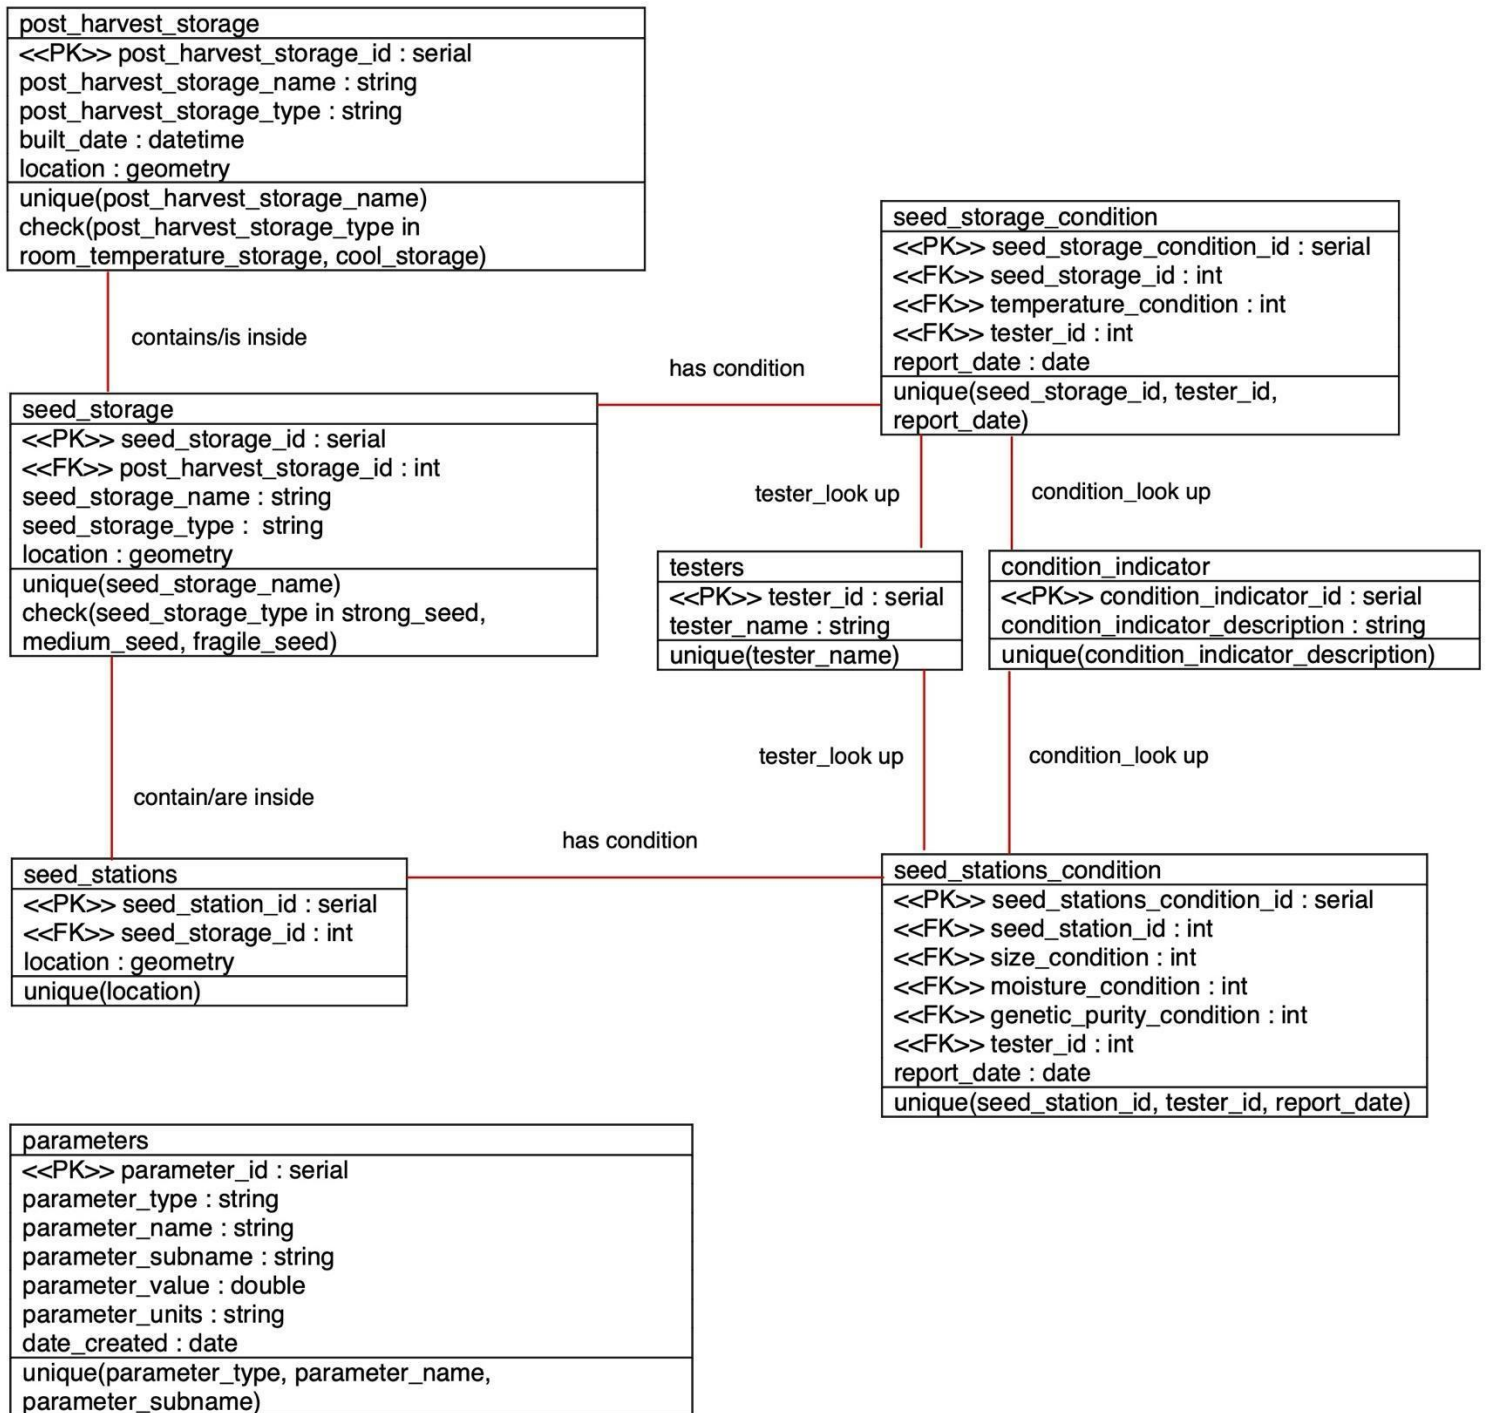 post_harvest_storage
<<PK>> post_harvest_storage_id : serial
post_harvest_storage_name : string
post_harvest_storage_type : string
built_date : datetime
location : geometry
unique(post_harvest_storage_name)
check(post_harvest_storage_type in
room_temperature_storage, cool_storage)
contains/is inside
seed_storage
<<PK>> seed_storage_id : serial
<<FK>> post_harvest_storage_id : int
seed_storage_name : string
seed_storage_type :  string
location : geometry
unique(seed_storage_name)
check(seed_storage_type in strong_seed,
medium_seed, fragile_seed)
has condition
seed_storage_condition
<<PK>> seed_storage_condition_id : serial
<<FK>> seed_storage_id : int
<<FK>> temperature_condition : int
<<FK>> tester_id : int
report_date : date
unique(seed_storage_id, tester_id,
report_date)
tester_look up
condition_look up
testers
<<PK>> tester_id : serial
tester_name : string
unique(tester_name)
condition_indicator
<<PK>> condition_indicator_id : serial
condition_indicator_description : string
unique(condition_indicator_description)
tester_look up
condition_look up
contain/are inside
has condition
seed_stations
<<PK>> seed_station_id : serial
<<FK>> seed_storage_id : int
location : geometry
unique(location)
seed_stations_condition
<<PK>> seed_stations_condition_id : serial
<<FK>> seed_station_id : int
<<FK>> size_condition : int
<<FK>> moisture_condition : int
<<FK>> genetic_purity_condition : int
<<FK>> tester_id : int
report_date : date
unique(seed_station_id, tester_id, report_date)
parameters
<<PK>> parameter_id : serial
parameter_type : string
parameter_name : string
parameter_subname : string
parameter_value : double
parameter_units : string
date_created : date
unique(parameter_type, parameter_name,
parameter_subname)